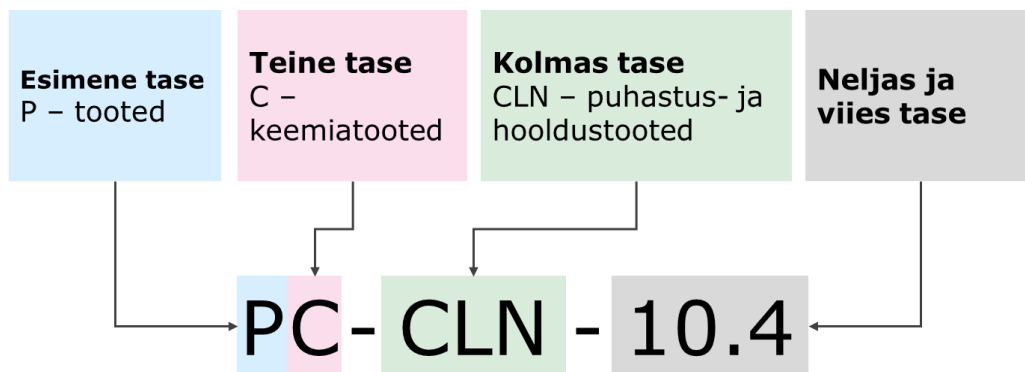 Esimene tase
P – tooted
Teine tase
C –
keemiatooted
Kolmas tase
CLN – puhastus- ja
hooldustooted
Neljas ja
viies tase
PC-CLN-10.4